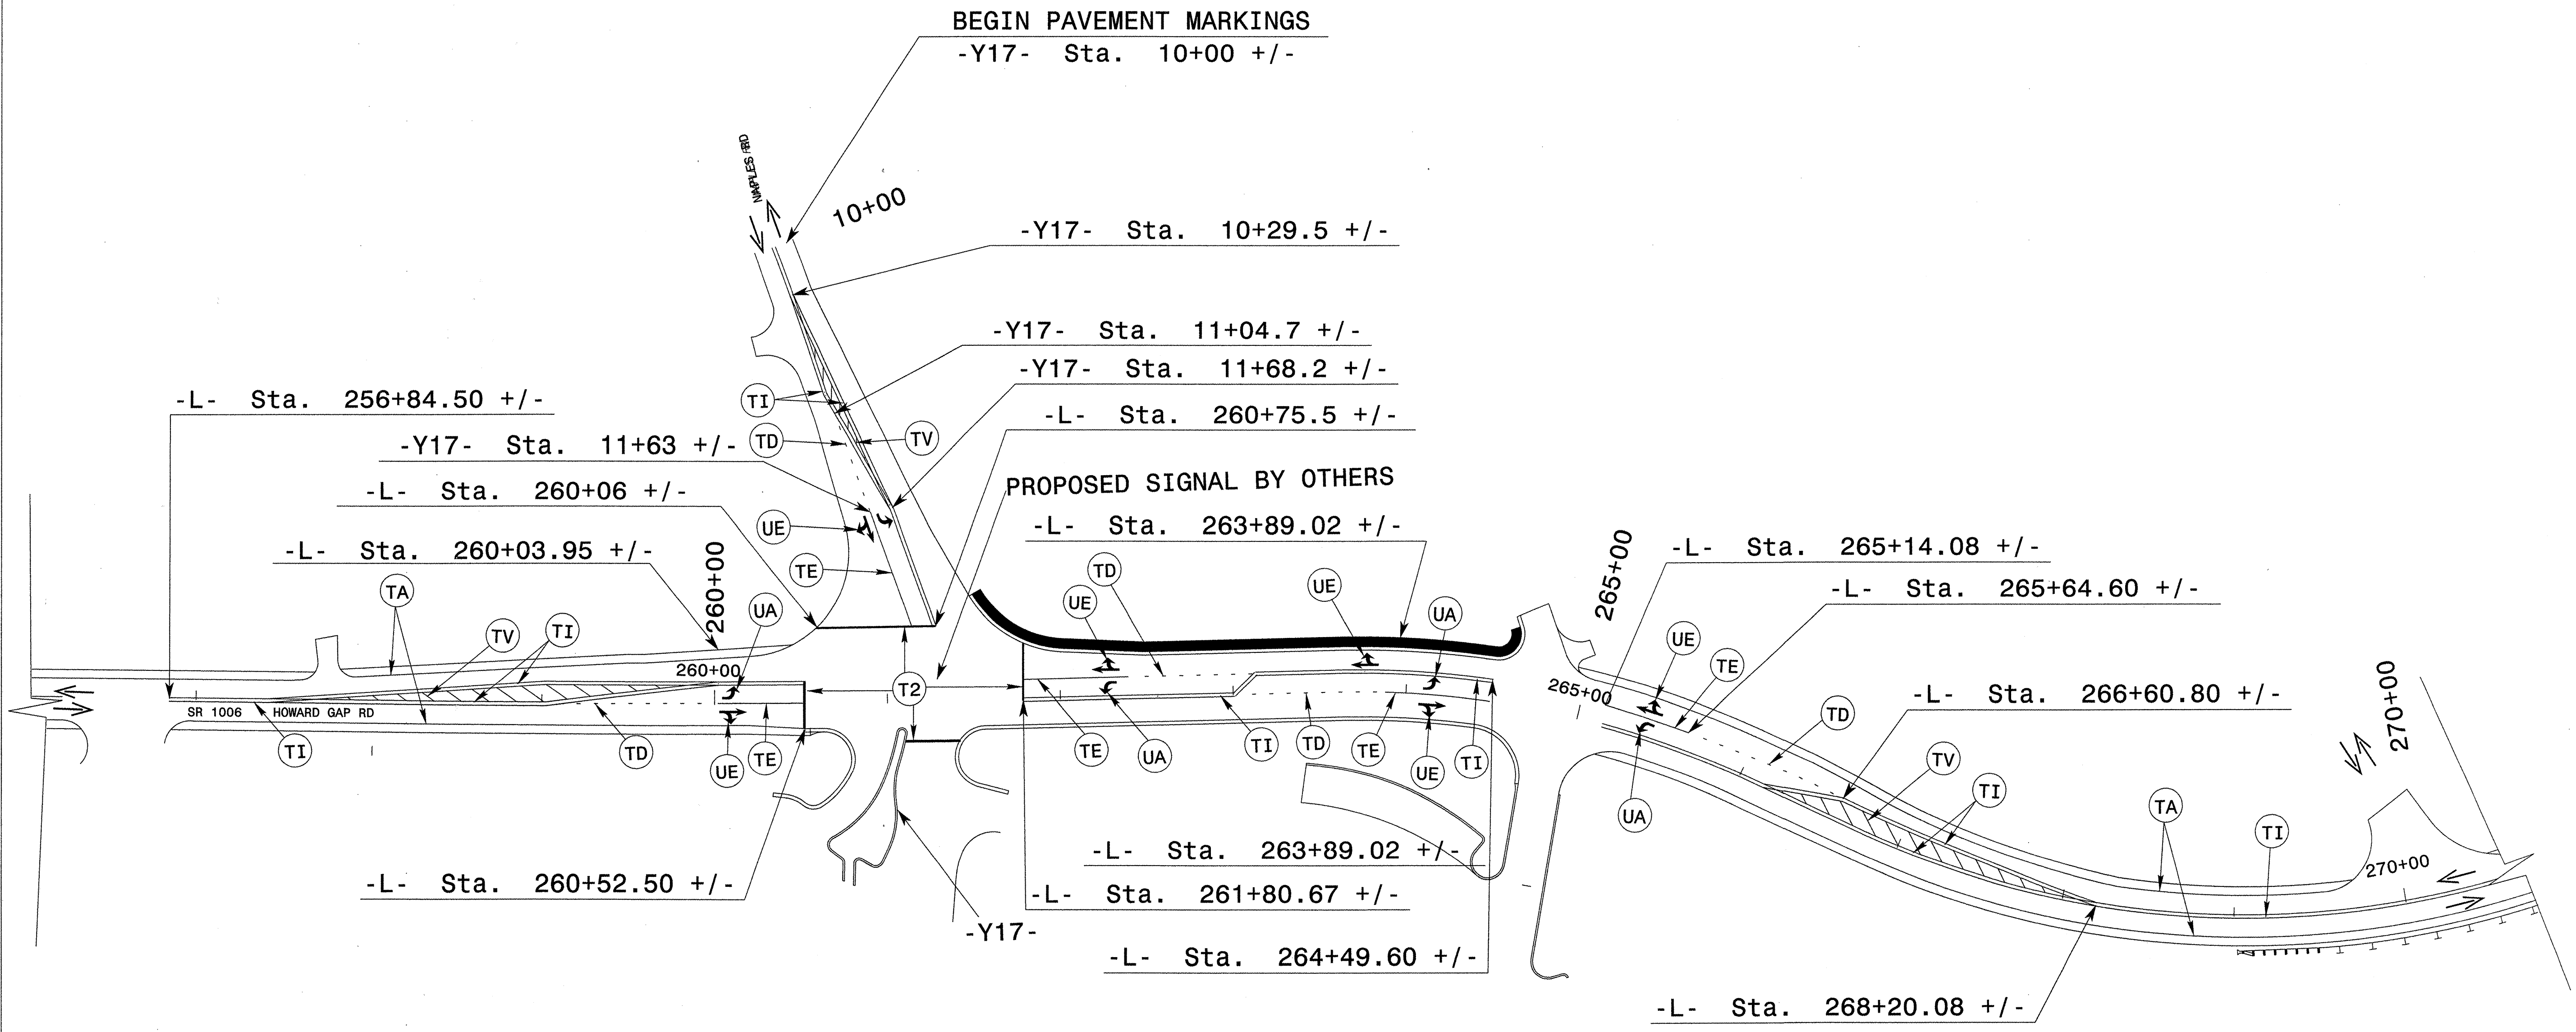 BEGIN PAVEMENT MARKINGS
-Y17- Sta. 10+00 +/-
NAPLES RD
10+00
-Y17- Sta. 10+29.5 +/-
-Y17- Sta. 11+04.7 +/-
-Y17- Sta. 11+68.2 +/-
-L- Sta. 256+84.50 +/-
TI
-L- Sta. 260+75.5 +/-
-Y17- Sta. 11+63 +/-
TD
TV
-L- Sta. 260+06 +/-
PROPOSED SIGNAL BY OTHERS
UE
-L- Sta. 263+89.02 +/-
-L- Sta. 260+03.95 +/-
260+00
TE
TD
UE
UE
UA
265+00
-L- Sta. 265+14.08 +/-
-L- Sta. 265+64.60 +/-
TA
UA
TV
TI
UE
TE
260+00
T2
265+00
-L- Sta. 266+60.80 +/-
270+00
SR 1006 HOWARD GAP RD
TD
TI
TD
UE
TE
TE
UA
TI
TD
TE
UE
TI
TV
TI
UA
TA
TI
-L- Sta. 263+89.02 +/-
270+00
-L- Sta. 260+52.50 +/-
-L- Sta. 261+80.67 +/-
-Y17-
-L- Sta. 264+49.60 +/-
-L- Sta. 268+20.08 +/-